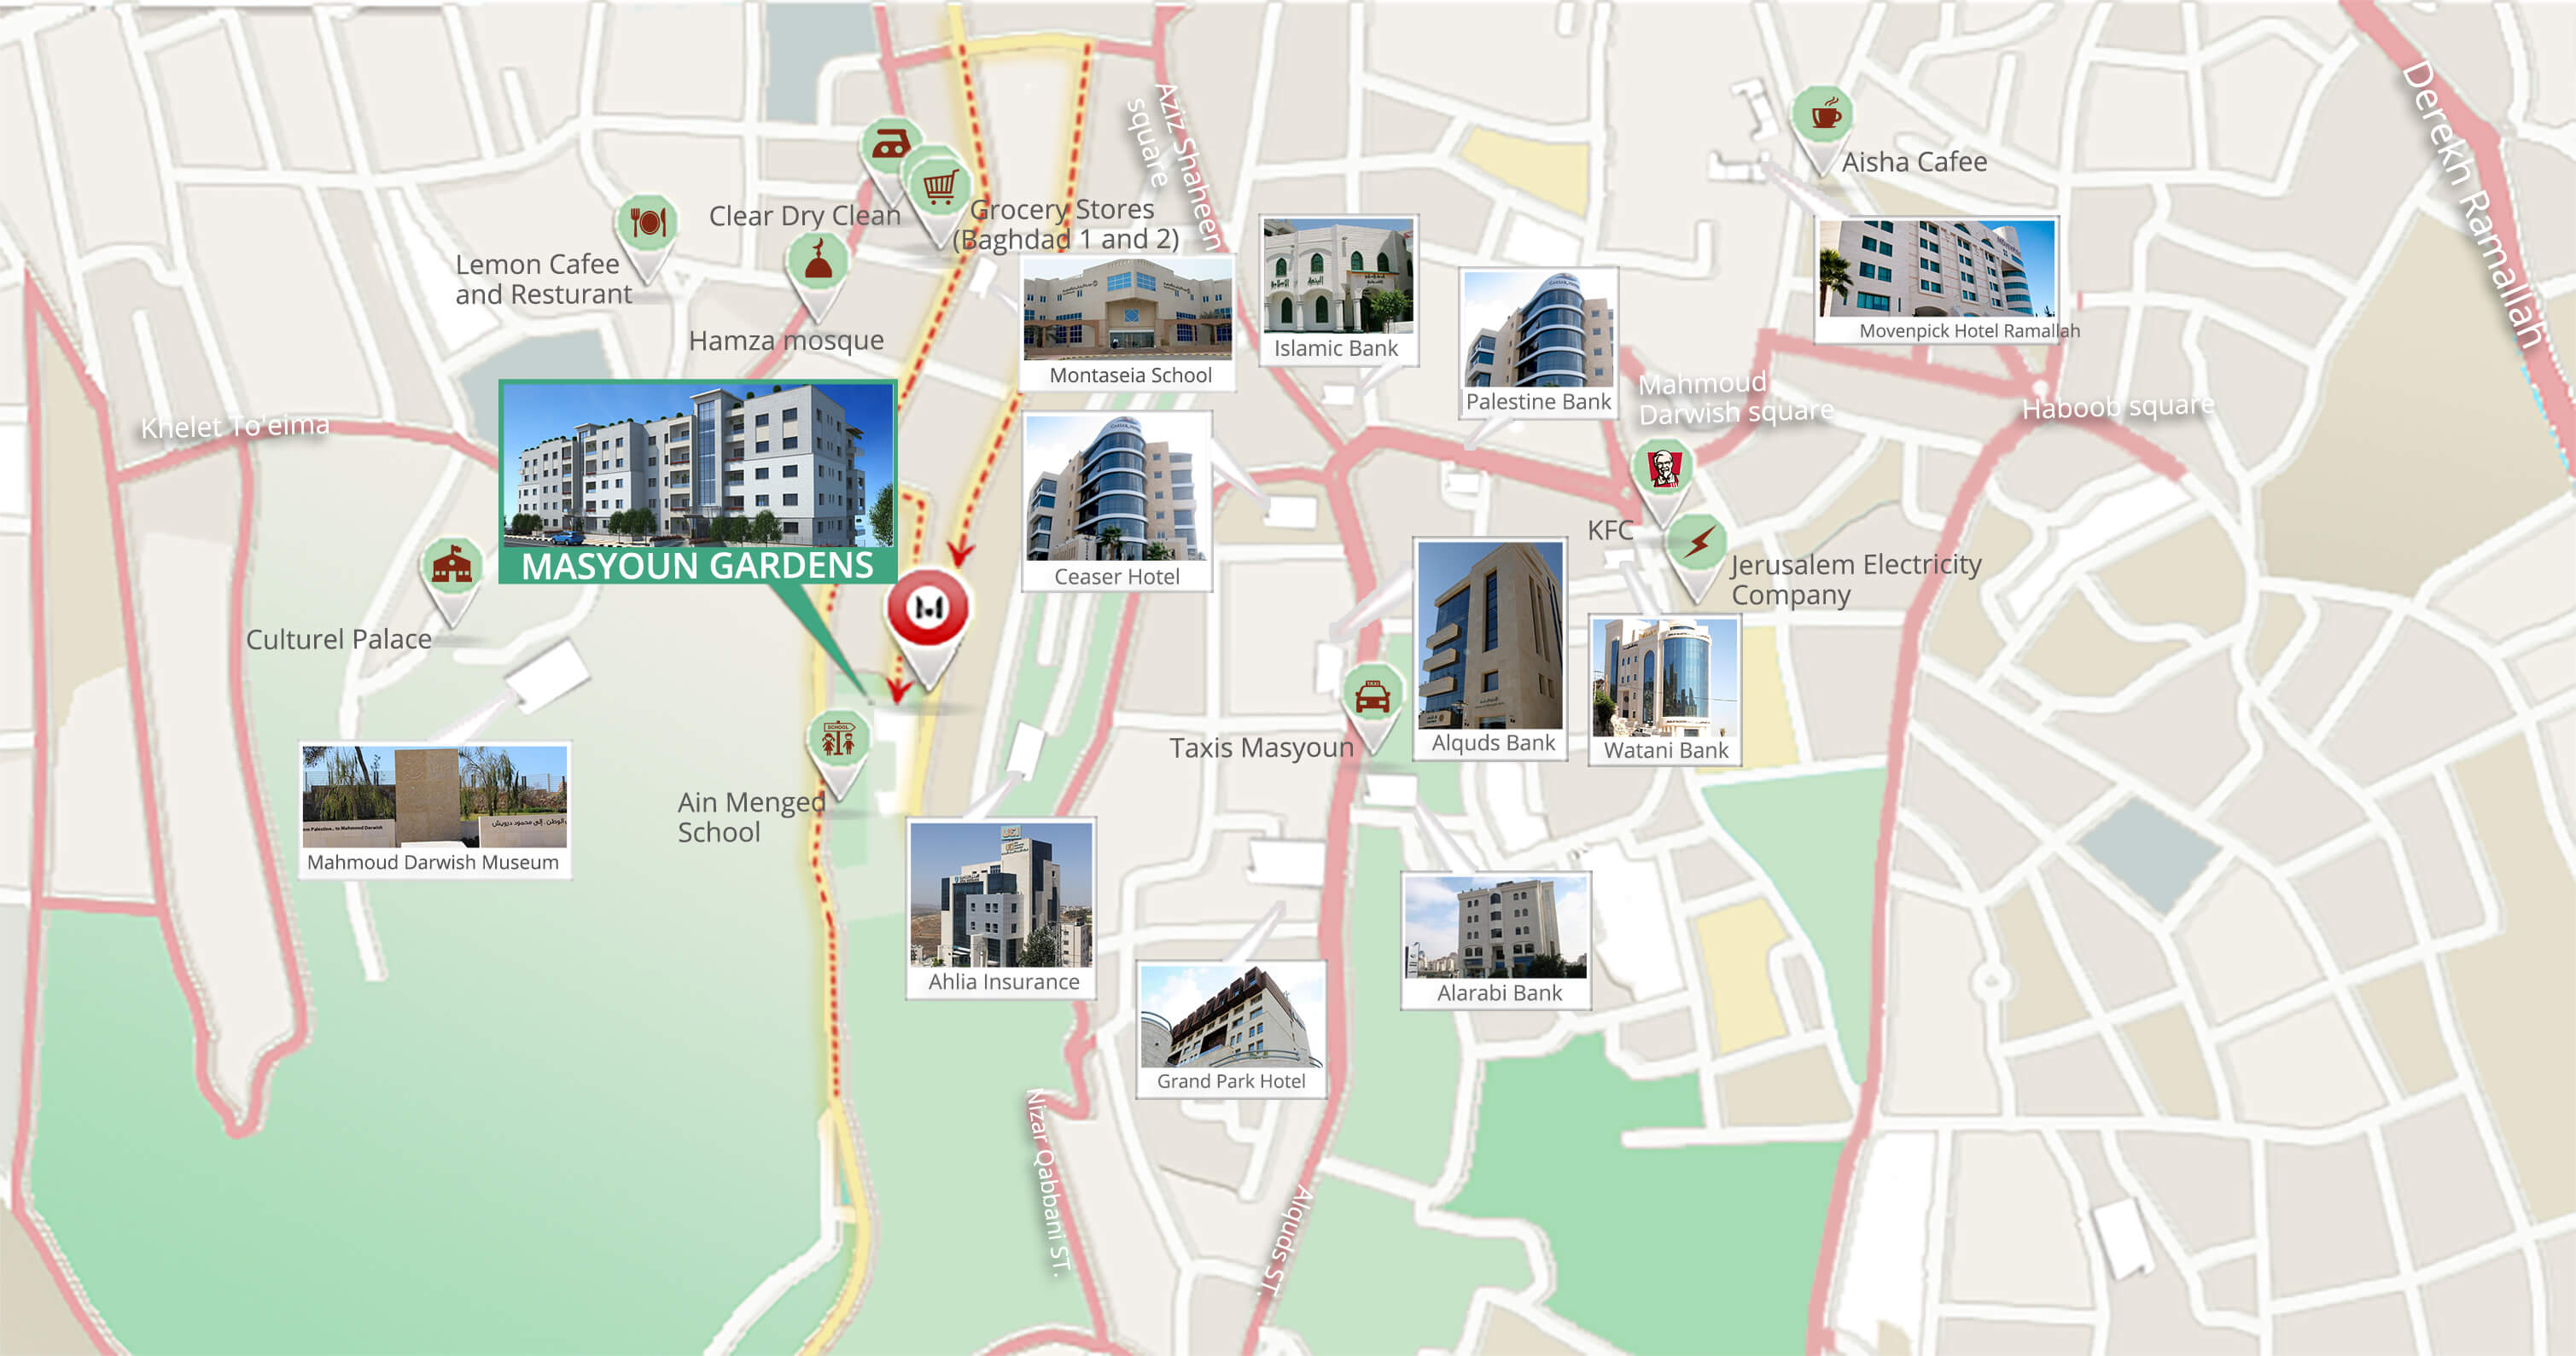 Derekh Ramallah
Aziz Shaheen
square
Aisha Cafee
Clear Dry Clean
Grocery Stores
(Baghdad 1 and 2)
Lemon Cafee
and Resturant
Hamza mosque
Movenpick Hotel Ramallah
Islamic Bank
Montaseia School
Palestine Bank
Mahmoud
Darwish square
Haboob square
Khelet To'eima
KFC
MASYOUN GARDENS
Ceaser Hotel
Jerusalem Electricity
Company
Culturel Palace
SCHOOL
TAXIS
Taxis Masyoun
Alquds Bank
Watani Bank
Ain Menged
School
Mahmoud Darwish Museum
Ahlia Insurance
Alarabi Bank
Grand Park Hotel
Nizar Qabbani ST.
Alquds ST.